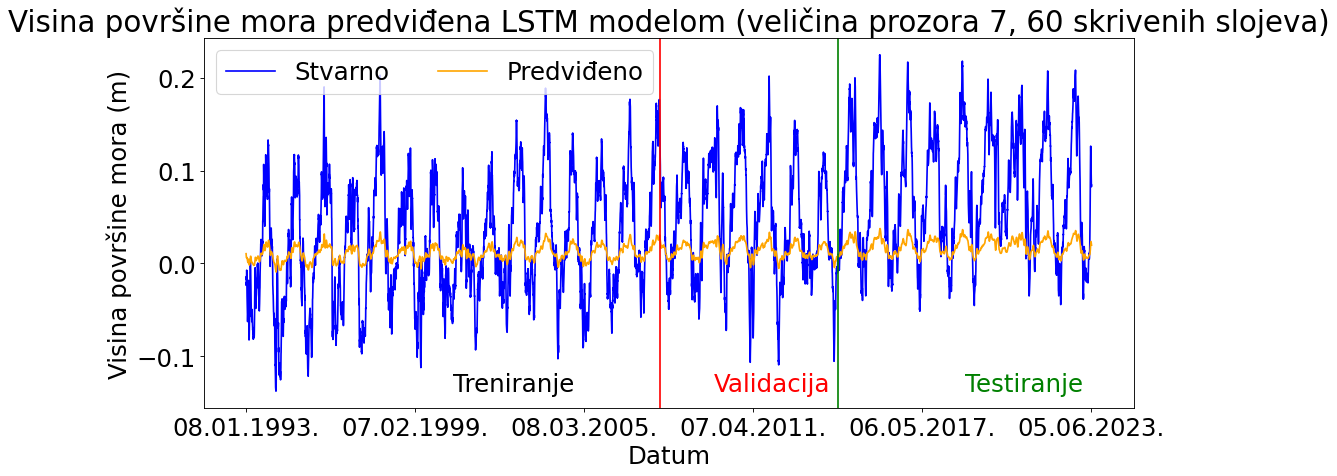 Visina površine mora predviđena LSTM modelom (veličina prozora 7, 60 skrivenih slojeva)
Stvarno Predviđeno
Visina površine mora (m)
0.2
0.1
0.0
−0.1
Treniranje Validacija Testiranje
08.01.1993. 07.02.1999. 08.03.2005. 07.04.2011. 06.05.2017. 05.06.2023.
Datum